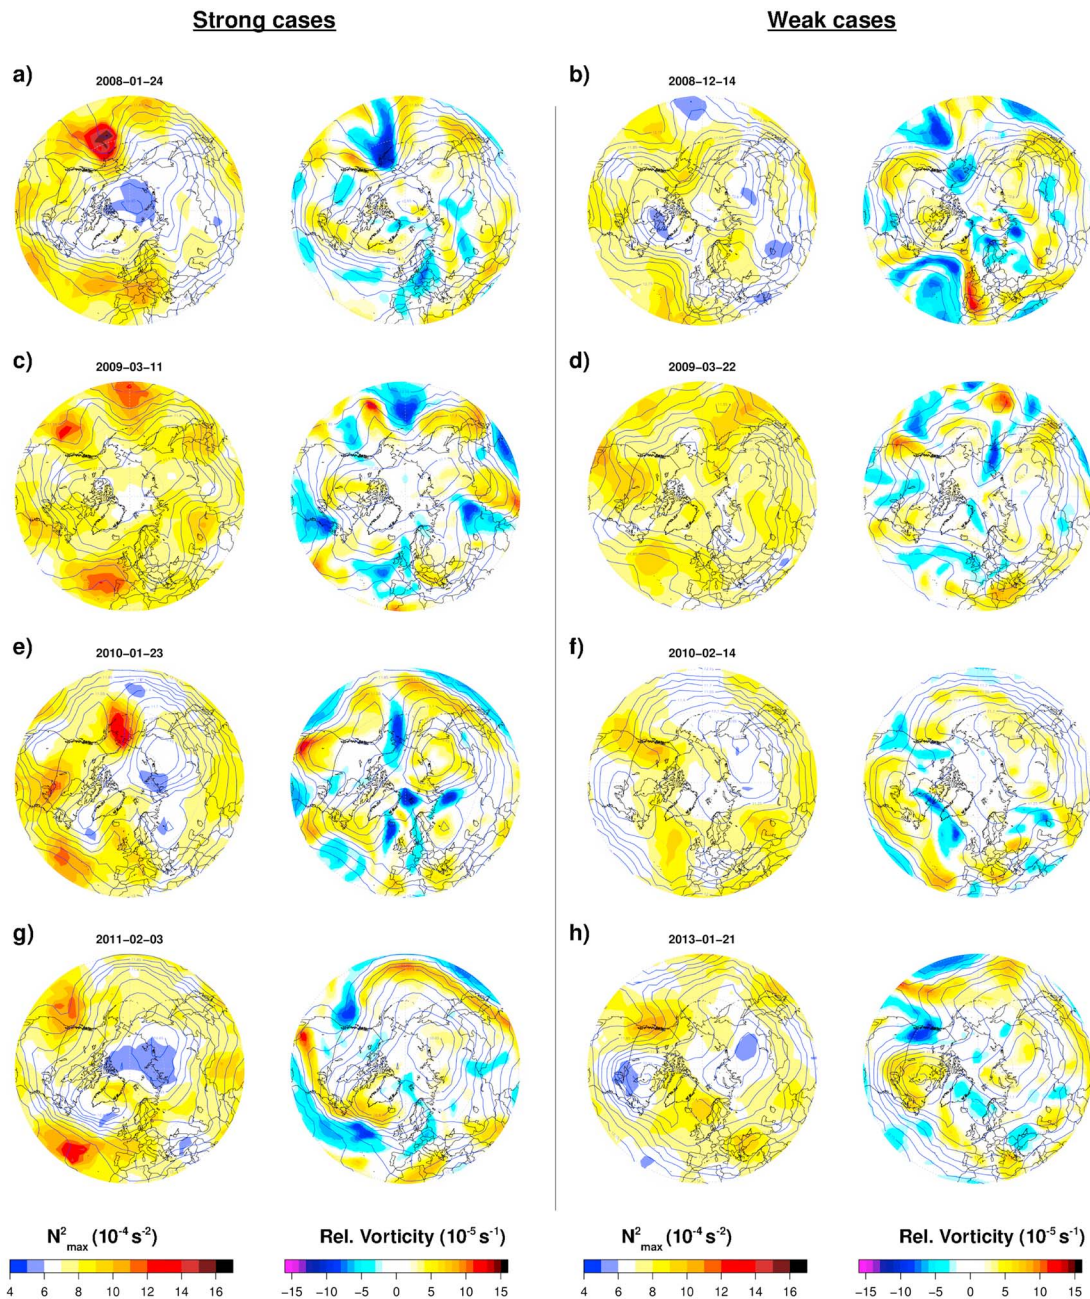 Strong cases
Weak cases
a)
2008-01-24
b)
2008-12-14
c)
2009-03-11
d)
2009-03-22
e)
2010-01-23
f)
2010-02-14
g)
2011-02-03
h)
2013-01-21
N²max (10⁻⁴ s⁻²)
Rel. Vorticity (10⁻⁵ s⁻¹)
N²max (10⁻⁴ s⁻²)
Rel. Vorticity (10⁻⁵ s⁻¹)
4 6 8 10 12 14 16
−15 −10 −5 0 5 10 15
4 6 8 10 12 14 16
−15 −10 −5 0 5 10 15